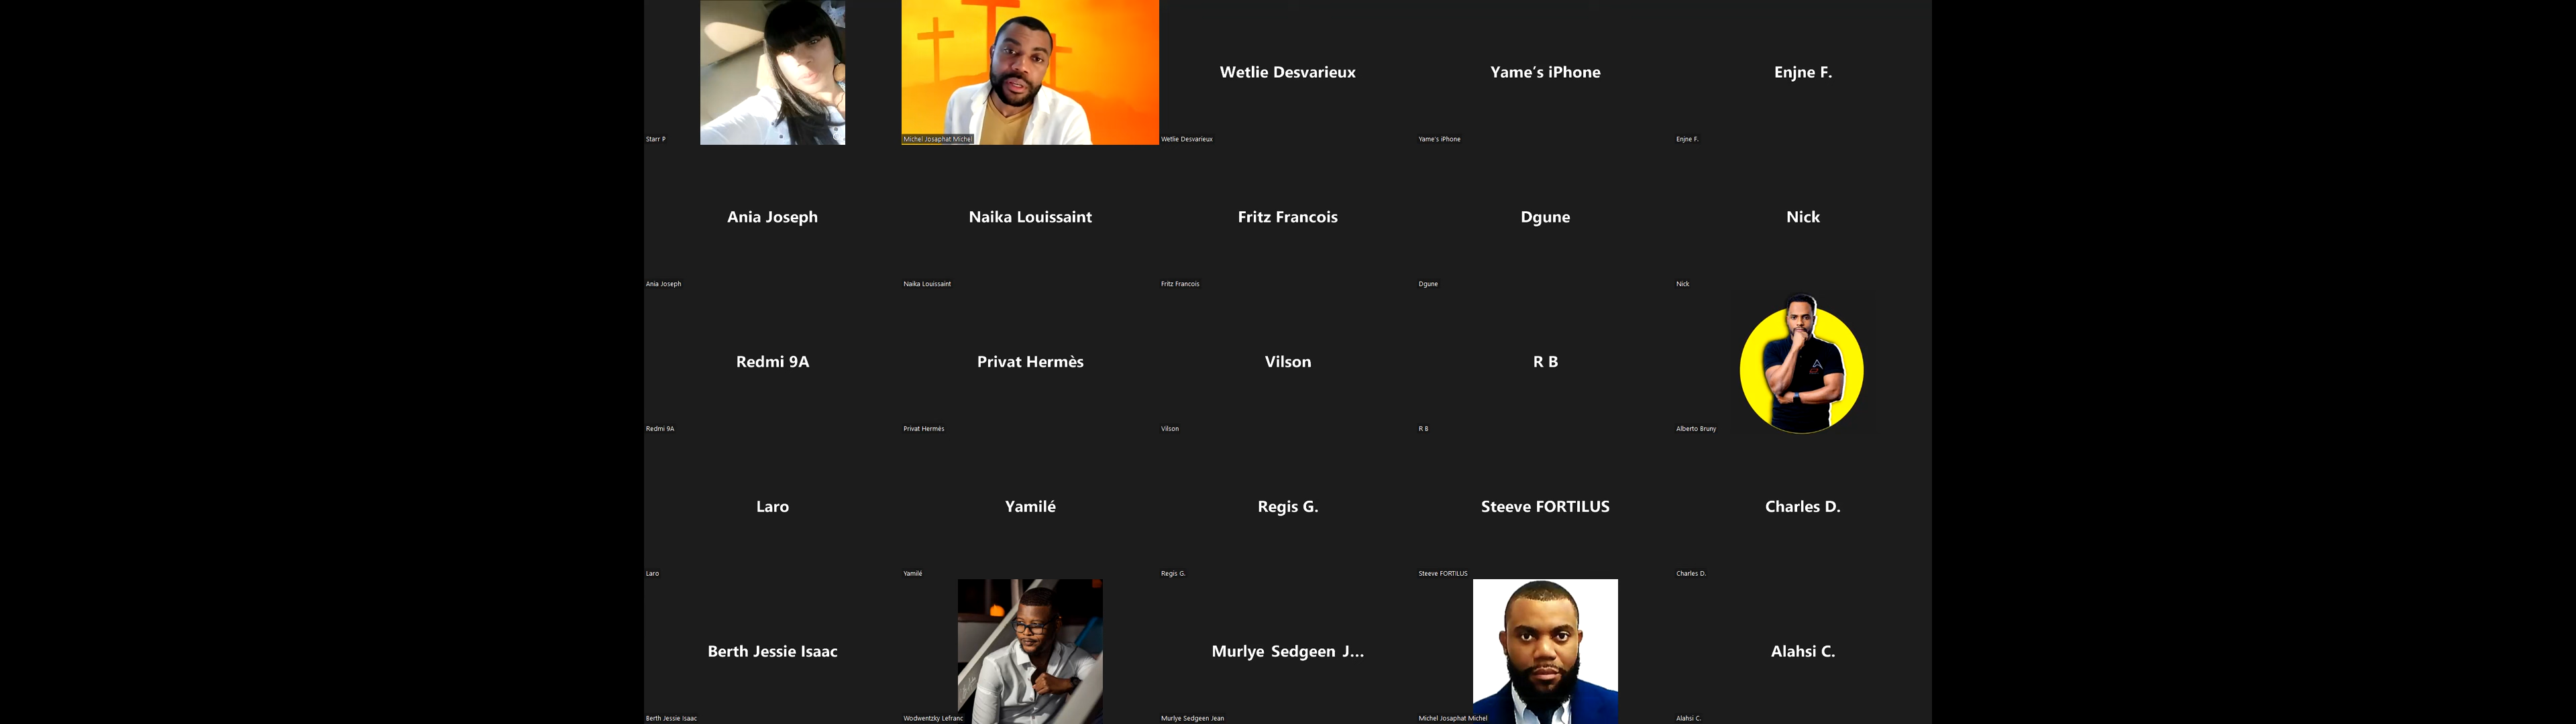 Starr P
Michel Josaphat Michel
Wetlie Desvarieux
Wetlie Desvarieux
Yame's iPhone
Yame's iPhone
Enjne F.
Enjne F.
Ania Joseph
Ania Joseph
Naika Louissaint
Naika Louissaint
Fritz Francois
Fritz Francois
Dgune
Dgune
Nick
Nick
Redmi 9A
Redmi 9A
Privat Hermès
Privat Hermès
Vilson
Vilson
R B
R B
Alberto Bruny
Laro
Laro
Yamilé
Yamilé
Regis G.
Regis G.
Steeve FORTILUS
Steeve FORTILUS
Charles D.
Charles D.
Berth Jessie Isaac
Berth Jessie Isaac
Wodwentzky Lefranc
Murlye Sedgeen J...
Murlye Sedgeen Jean
Michel Josaphat Michel
Alahsi C.
Alahsi C.